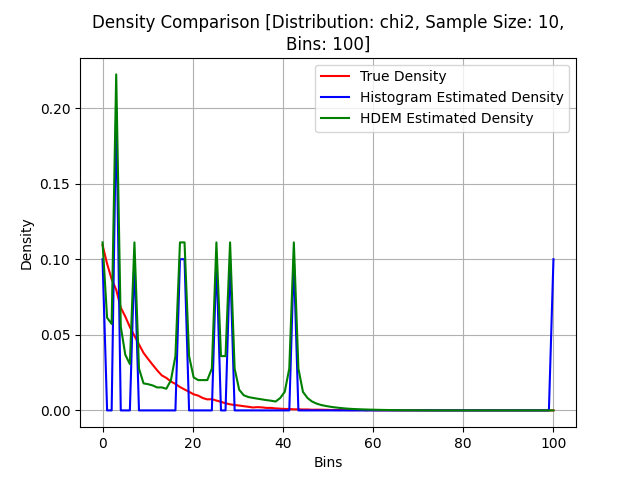 Density Comparison [Distribution: chi2, Sample Size: 10,
Bins: 100]
True Density
Histogram Estimated Density
HDEM Estimated Density
0.20
0.15
0.10
0.05
0.00
Density
0 20 40 60 80 100
Bins